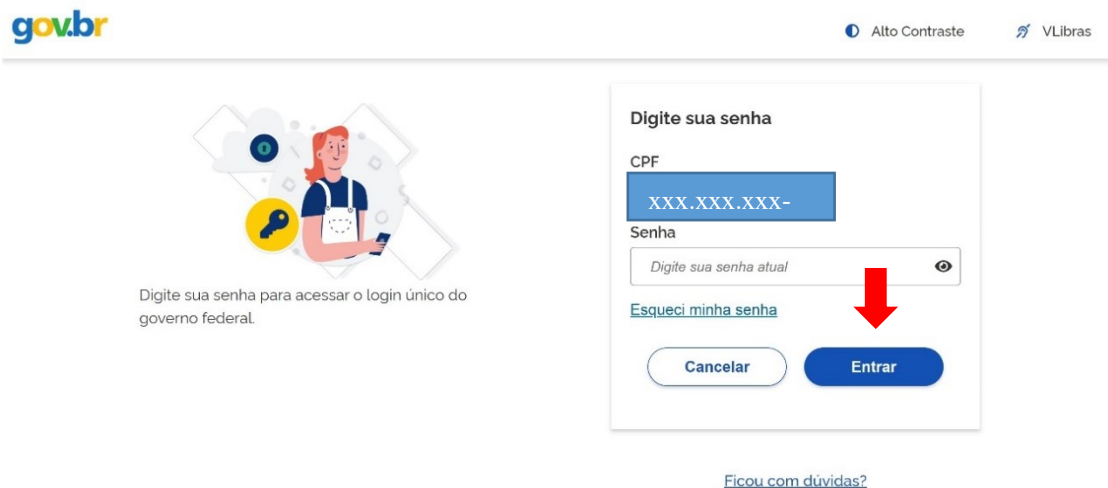 gov.br
Alto Contraste
VLibras
Digite sua senha para acessar o login único do
governo federal.
Digite sua senha
CPF
xxx.xxx.xxx-
Senha
Digite sua senha atual
Esqueci minha senha
Cancelar
Entrar
Ficou com dúvidas?